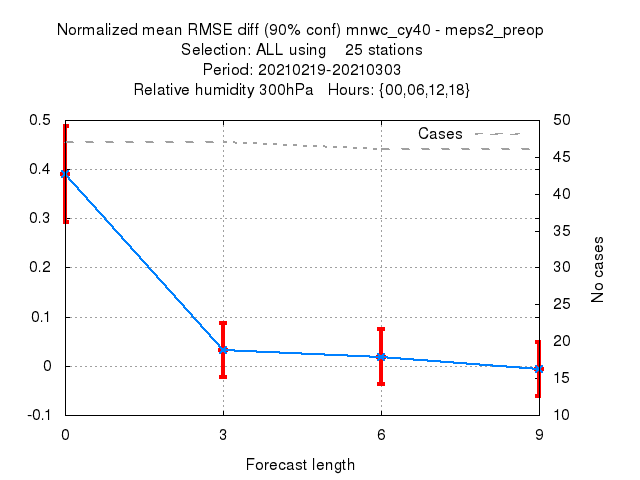 Normalized mean RMSE diff (90% conf) mnwc_cy40 - meps2_preop
Selection: ALL using    25 stations
Period: 20210219-20210303
Relative humidity 300hPa   Hours: {00,06,12,18}
Cases
0.5
0.4
0.3
0.2
0.1
0
-0.1
50
45
40
35
30
25
20
15
10
No cases
0 3 6 9
Forecast length